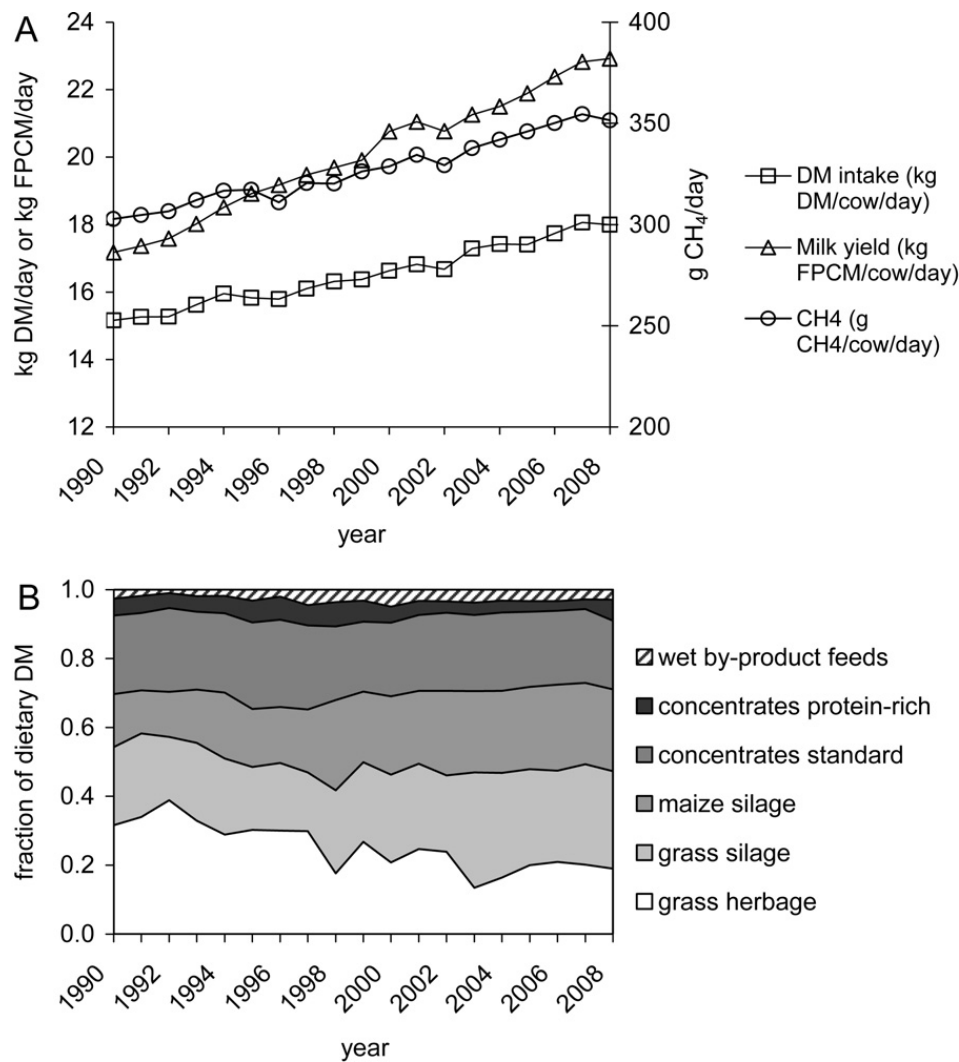 A
kg DM/day or kg FPCM/day
24
22
20
18
16
14
12
400
350
300
250
200
g CH₄/day
1990
1992
1994
1996
1998
2000
2002
2004
2006
2008
year
DM intake (kg
DM/cow/day)
Milk yield (kg
FPCM/cow/day)
CH4 (g
CH4/cow/day)
B
fraction of dietary DM
1.0
0.8
0.6
0.4
0.2
0.0
1990
1992
1994
1996
1998
2000
2002
2004
2006
2008
year
wet by-product feeds
concentrates protein-rich
concentrates standard
maize silage
grass silage
grass herbage